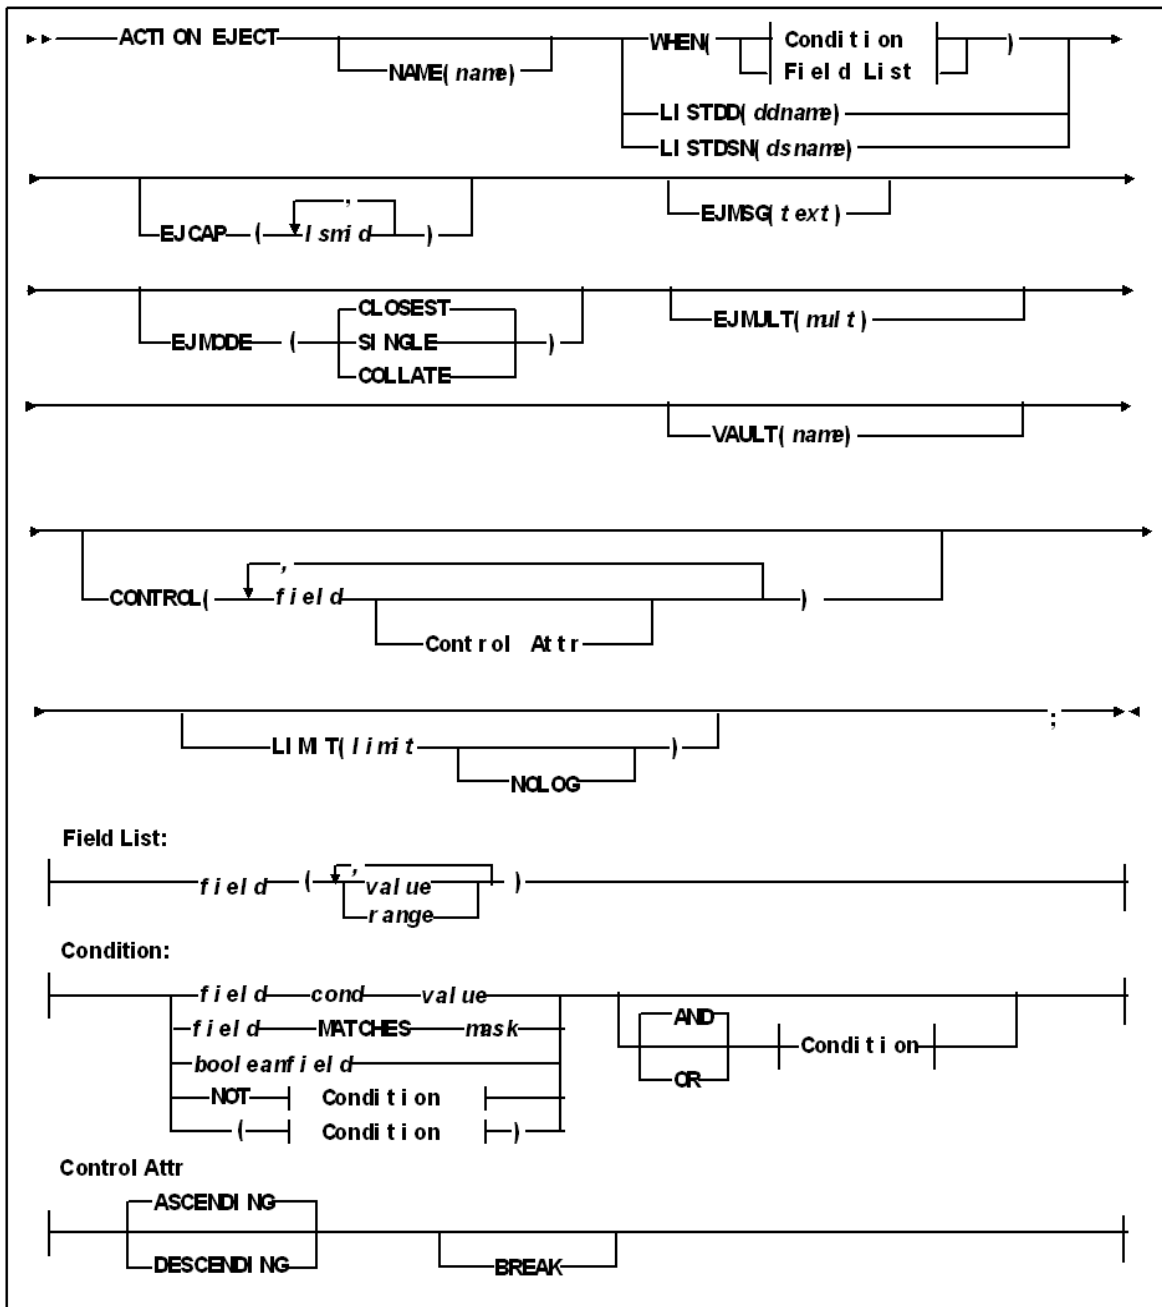 ACTION EJECT
NAME(name)
WHEN( Condition )
Field List
LISTDD(ddname)
LISTDSN(dsname)
EJCAP ( , lsmid )
EJMSG(text)
EJMODE ( CLOSEST
SINGLE )
COLLATE
EJMULT(mult)
VAULT(name)
CONTROL( , field )
Control Attr
LIMIT(limit )
NOLOG
;
Field List:
field ( , value )
range
Condition:
field cond value
field MATCHES mask
booleanfield
NOT Condition
( Condition )
AND
OR
Condition
Control Attr
ASCENDING
DESCENDING
BREAK